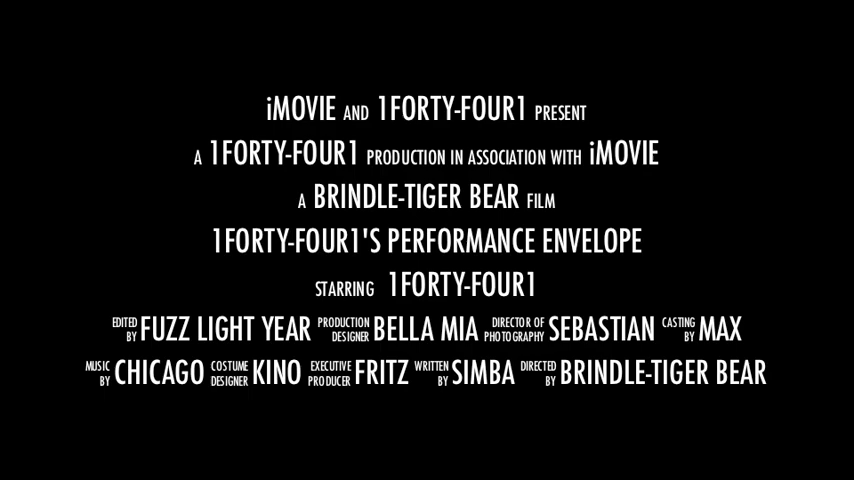 iMOVIE AND 1FORTY-FOUR1 PRESENT
A 1FORTY-FOUR1 PRODUCTION IN ASSOCIATION WITH iMOVIE
A BRINDLE-TIGER BEAR FILM
1FORTY-FOUR1'S PERFORMANCE ENVELOPE
STARRING 1FORTY-FOUR1
EDITED BY FUZZ LIGHT YEAR PRODUCTION DESIGNER BELLA MIA DIRECTOR OF PHOTOGRAPHY SEBASTIAN CASTING BY MAX
MUSIC BY CHICAGO COSTUME DESIGNER KINO EXECUTIVE PRODUCER FRITZ WRITTEN BY SIMBA DIRECTED BY BRINDLE-TIGER BEAR